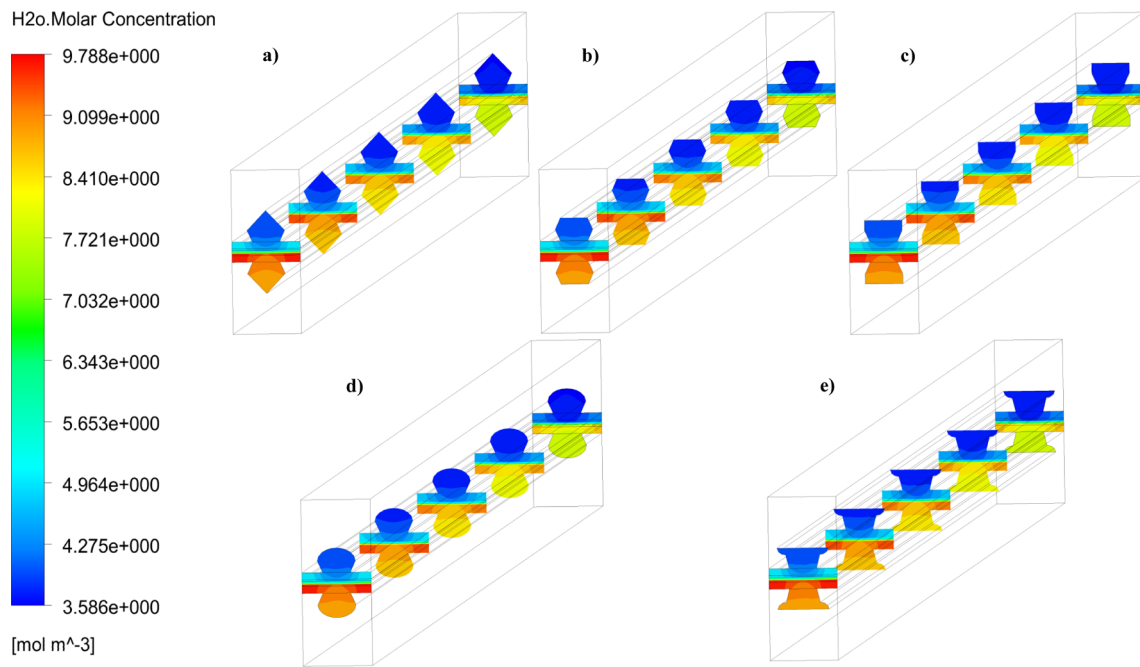 H2o.Molar Concentration
9.788e+000
9.099e+000
8.410e+000
7.721e+000
7.032e+000
6.343e+000
5.653e+000
4.964e+000
4.275e+000
3.586e+000
[mol m^-3]
a)
b)
c)
d)
e)